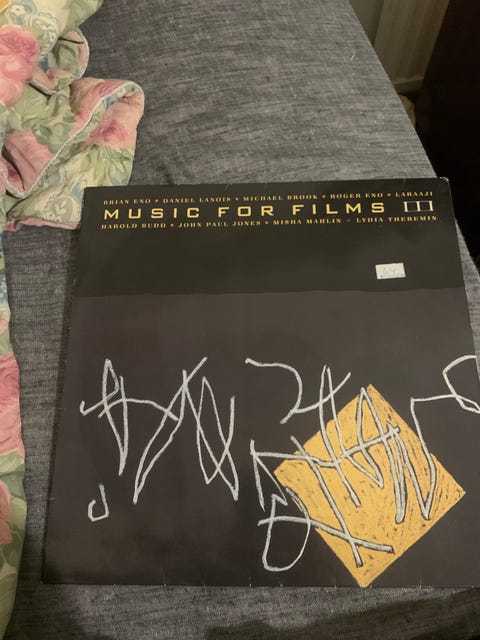 BRIAN ENO • DANIEL LANOIS • MICHAEL BROOK • ROGER ENO • LARAAJI
MUSIC FOR FILMS III
HAROLD BUDD • JOHN PAUL JONES • MISHA MAHLIN • LYDIA THEREMIN